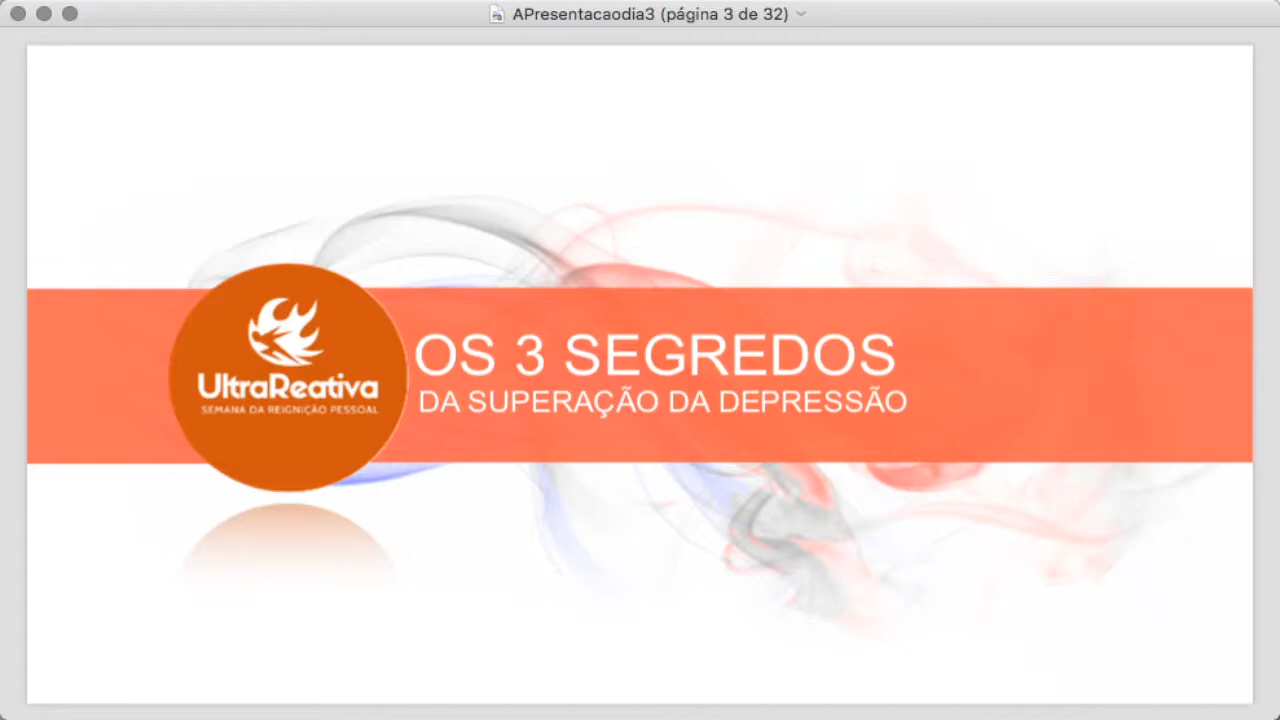 APresentacaodia3 (página 3 de 32)
OS 3 SEGREDOS
DA SUPERAÇÃO DA DEPRESSÃO
UltraReativa
SEMANA DA REIGNIÇÃO PESSOAL